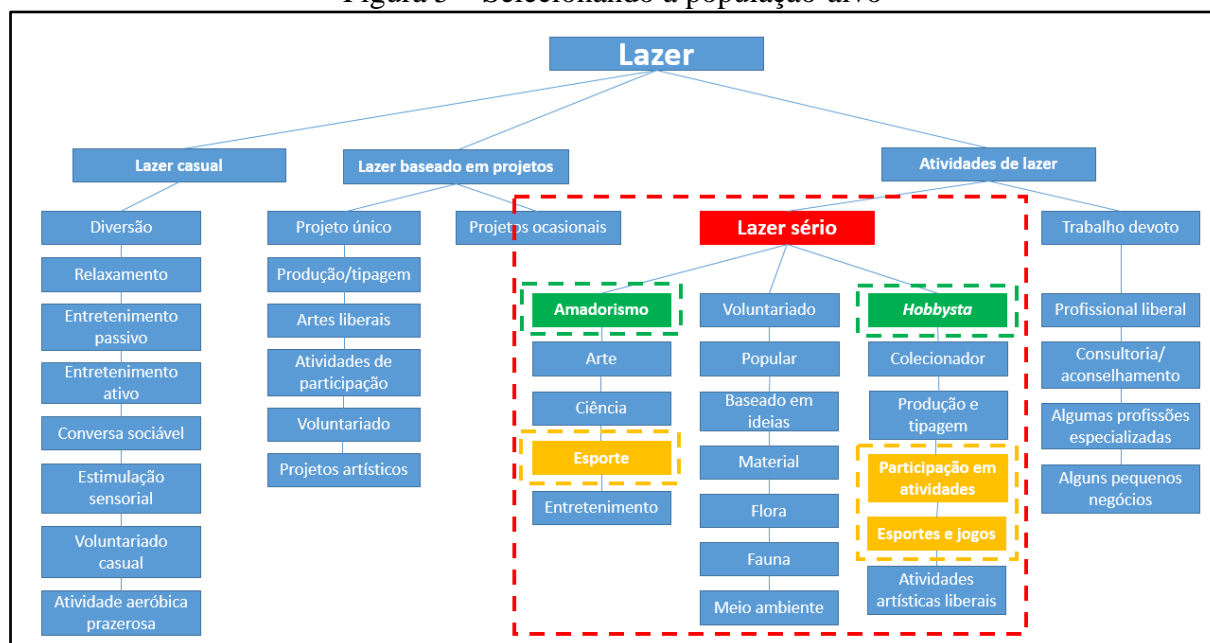 Lazer
Lazer casual
Lazer baseado em projetos
Atividades de lazer
Diversão
Projeto único
Projetos ocasionais
Lazer sério
Trabalho devoto
Relaxamento
Entretenimento
passivo
Entretenimento
ativo
Conversa sociável
Estimulação
sensorial
Voluntariado
casual
Atividade aeróbica
prazerosa
Produção/tipagem
Artes liberais
Atividades de
participação
Voluntariado
Projetos artísticos
Amadorismo
Arte
Ciência
Esporte
Entretenimento
Voluntariado
Popular
Baseado em
ideias
Material
Flora
Fauna
Meio ambiente
Hobbysta
Colecionador
Produção e
tipagem
Participação em
atividades
Esportes e jogos
Atividades
artísticas liberais
Profissional liberal
Consultoria/
aconselhamento
Algumas profissões
especializadas
Alguns pequenos
negócios